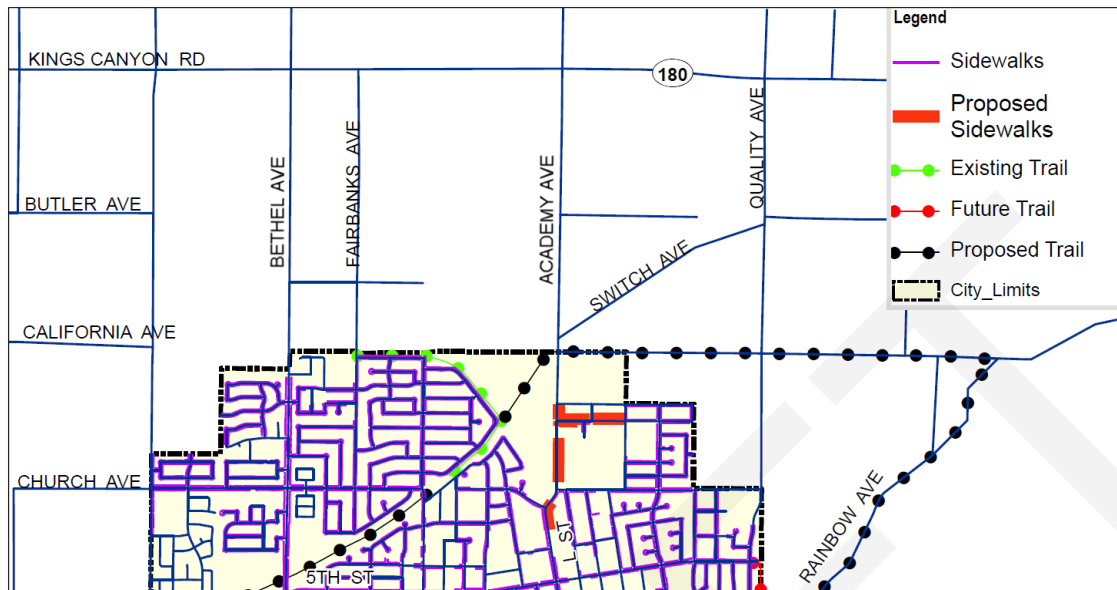 Legend
KINGS CANYON RD
180
Sidewalks
Proposed
Sidewalks
Existing Trail
Future Trail
Proposed Trail
City_Limits
BUTLER AVE
BETHEL AVE
FAIRBANKS AVE
ACADEMY AVE
QUALITY AVE
SWITCH AVE
CALIFORNIA AVE
CHURCH AVE
L ST
RAINBOW AVE
5TH ST